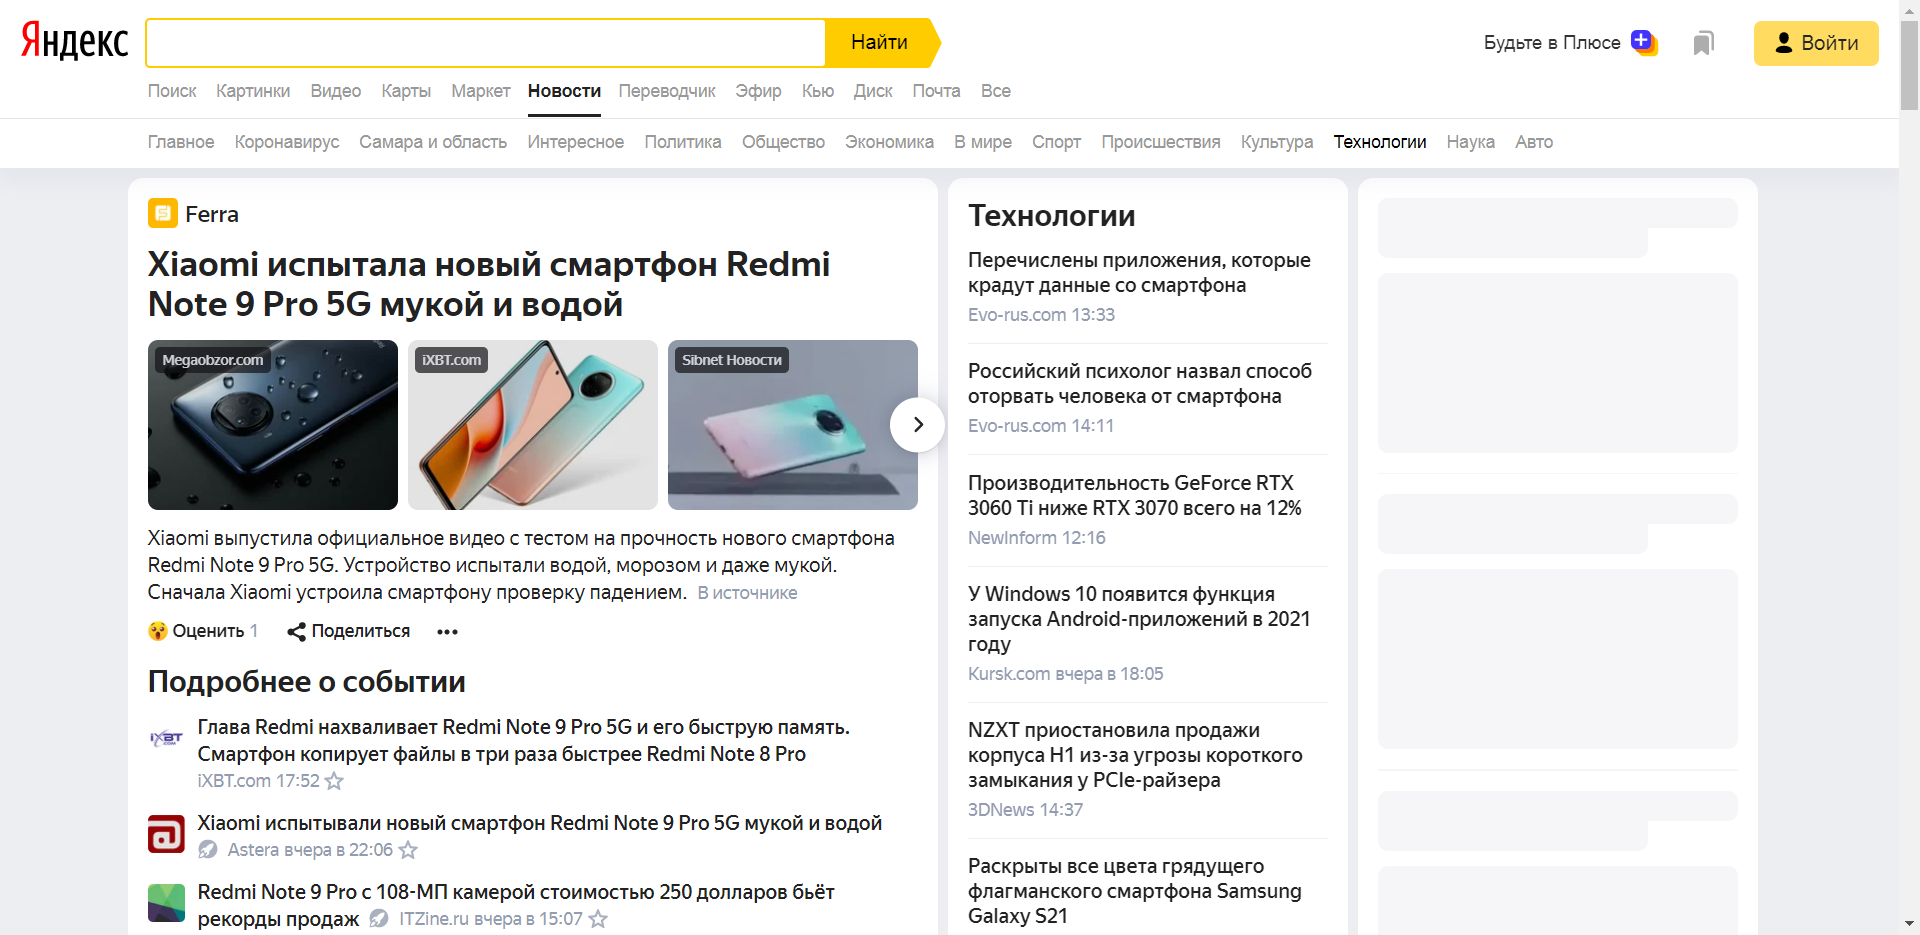 Яндекс
Найти
Будьте в Плюсе
Войти
Поиск Картинки Видео Карты Маркет Новости Переводчик Эфир Кью Диск Почта Все
Главное Коронавирус Самара и область Интересное Политика Общество Экономика В мире Спорт Происшествия Культура Технологии Наука Авто
Ferra
Xiaomi испытала новый смартфон Redmi
Note 9 Pro 5G мукой и водой
Megaobzor.com
iXBT.com
Sibnet Новости
Xiaomi выпустила официальное видео с тестом на прочность нового смартфона
Redmi Note 9 Pro 5G. Устройство испытали водой, морозом и даже мукой.
Сначала Xiaomi устроила смартфону проверку падением. В источнике
Оценить 1 Поделиться
Подробнее о событии
iXBT
.COM
Глава Redmi нахваливает Redmi Note 9 Pro 5G и его быструю память.
Смартфон копирует файлы в три раза быстрее Redmi Note 8 Pro
iXBT.com 17:52
Xiaomi испытывали новый смартфон Redmi Note 9 Pro 5G мукой и водой
Astera вчера в 22:06
Redmi Note 9 Pro с 108-МП камерой стоимостью 250 долларов бьёт
рекорды продаж ITZine.ru вчера в 15:07
Технологии
Перечислены приложения, которые
крадут данные со смартфона
Evo-rus.com 13:33
Российский психолог назвал способ
оторвать человека от смартфона
Evo-rus.com 14:11
Производительность GeForce RTX
3060 Ti ниже RTX 3070 всего на 12%
NewInform 12:16
У Windows 10 появится функция
запуска Android-приложений в 2021
году
Kursk.com вчера в 18:05
NZXT приостановила продажи
корпуса H1 из-за угрозы короткого
замыкания у PCIe-райзера
3DNews 14:37
Раскрыты все цвета грядущего
флагманского смартфона Samsung
Galaxy S21